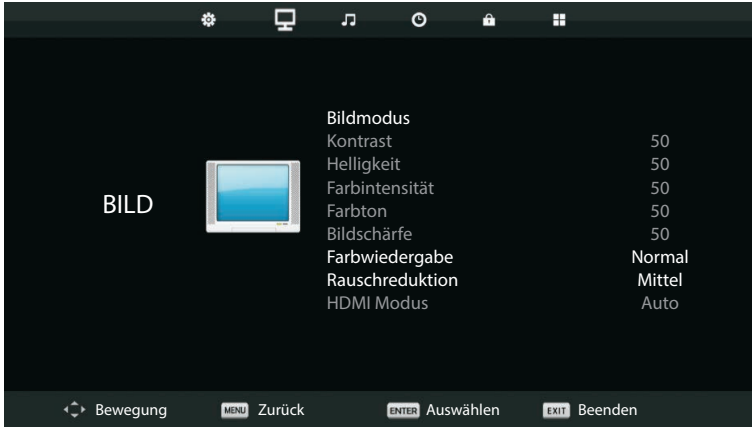 BILD
Bildmodus
Kontrast 50
Helligkeit 50
Farbintensität 50
Farbton 50
Bildschärfe 50
Farbwiedergabe Normal
Rauschreduktion Mittel
HDMI Modus Auto
Bewegung MENU Zurück ENTER Auswählen EXIT Beenden